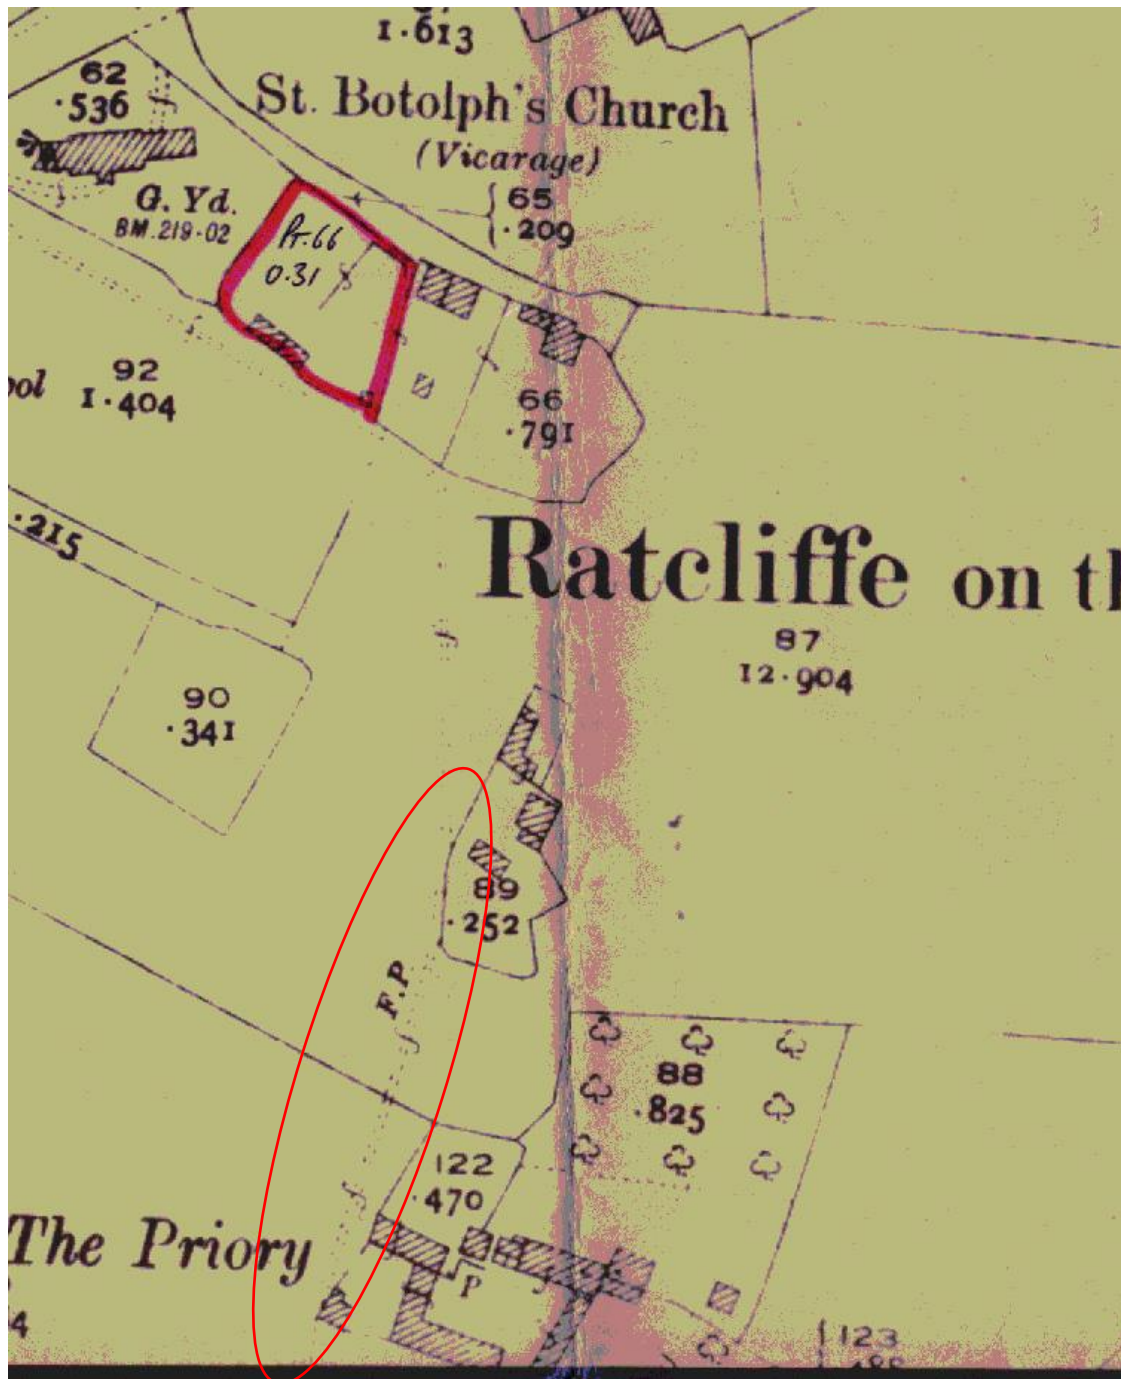 1·613
62
·536
St. Botolph's Church
(Vicarage)
65
·209
G. Yd.
BM.219·02
Pt.66
0.31
92
1·404
66
·791
·215
Ratcliffe on th
87
12·904
90
·341
89
·252
F.P.
88
·825
122
·470
The Priory
P
4
123